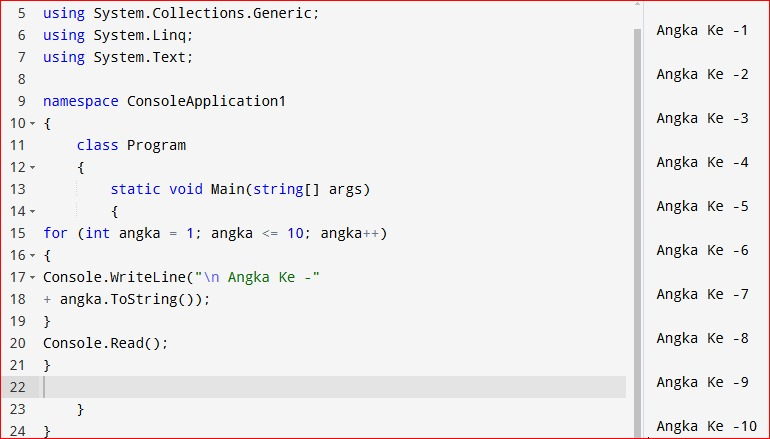 5 using System.Collections.Generic;
6 using System.Linq;
7 using System.Text;
8
9 namespace ConsoleApplication1
10 {
11 class Program
12 {
13 static void Main(string[] args)
14 {
15 for (int angka = 1; angka <= 10; angka++)
16 {
17 Console.WriteLine("\n Angka Ke -"
18 + angka.ToString());
19 }
20 Console.Read();
21 }
22
23 }
24 }
Angka Ke -1
Angka Ke -2
Angka Ke -3
Angka Ke -4
Angka Ke -5
Angka Ke -6
Angka Ke -7
Angka Ke -8
Angka Ke -9
Angka Ke -10